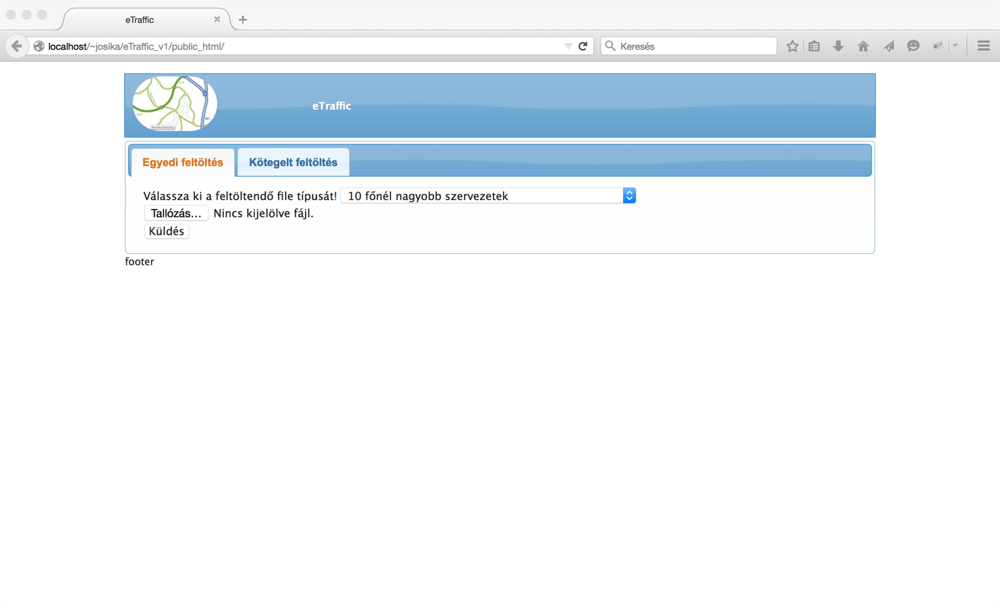 eTraffic
localhost/~josika/eTraffic_v1/public_html/
Keresés
M1
eTraffic
Egyedi feltöltés
Kötegelt feltöltés
Válassza ki a feltöltendő file típusát! 10 főnél nagyobb szervezetek
Tallózás... Nincs kijelölve fájl.
Küldés
footer